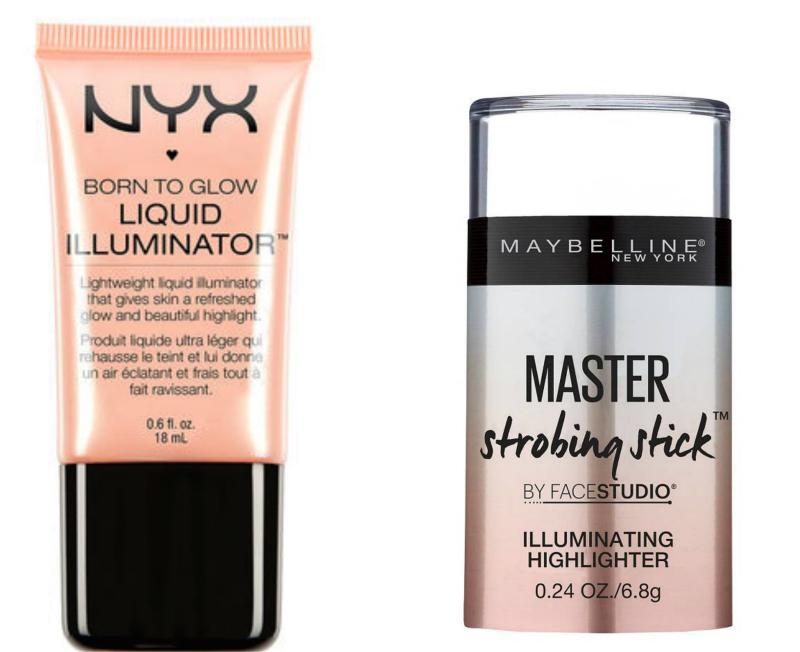 NYX
BORN TO GLOW
LIQUID
ILLUMINATOR™
Lightweight liquid illuminator
that gives skin a refreshed
glow and beautiful highlight.
Produit liquide ultra léger qui
rehausse le teint et lui donne
un air éclatant et frais tout à
fait ravissant.
0.6 fl. oz.
18 mL
MAYBELLINE®
NEW YORK
MASTER
strobing stick™
BY FACESTUDIO®
ILLUMINATING
HIGHLIGHTER
0.24 OZ./6.8g